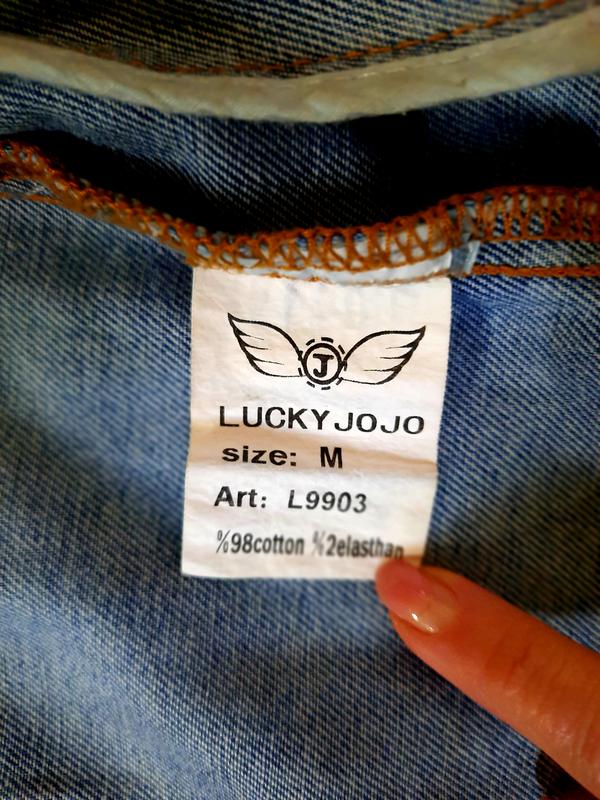 J
LUCKYJOJO
size: M
Art: L9903
%98cotton %2elasthan